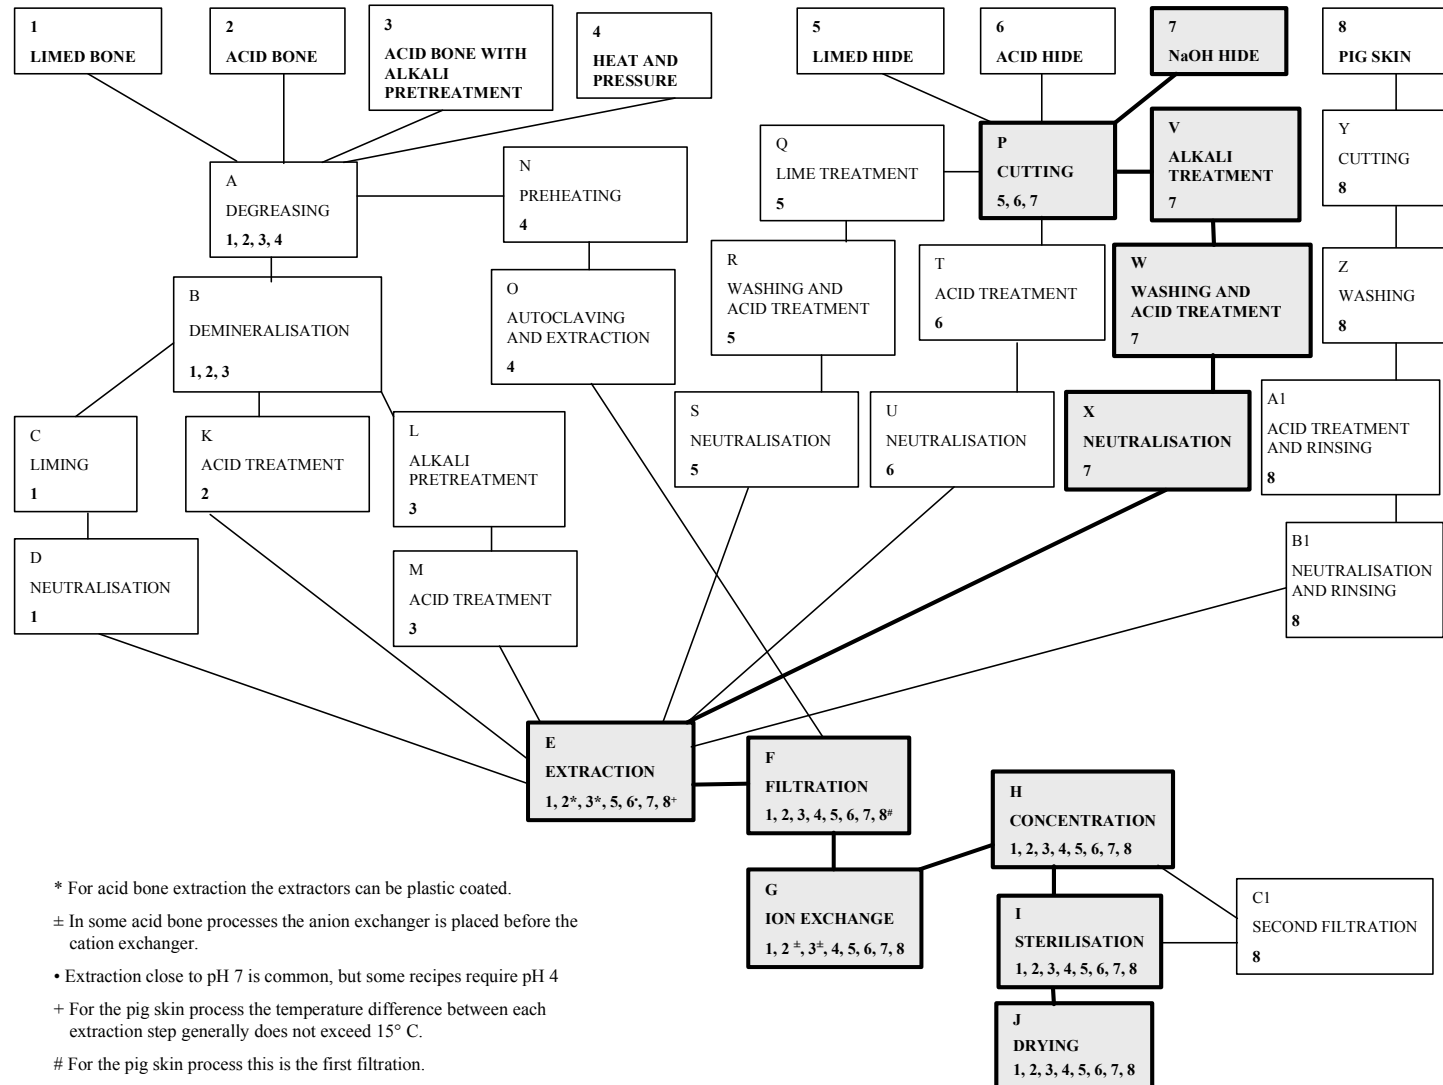 1
LIMED BONE
2
ACID BONE
3
ACID BONE WITH
ALKALI
PRETREATMENT
4
HEAT AND
PRESSURE
5
LIMED HIDE
6
ACID HIDE
7
NaOH HIDE
8
PIG SKIN
A
DEGREASING
1, 2, 3, 4
N
PREHEATING
4
Q
LIME TREATMENT
5
P
CUTTING
5, 6, 7
V
ALKALI
TREATMENT
7
Y
CUTTING
8
B
DEMINERALISATION
1, 2, 3
O
AUTOCLAVING
AND EXTRACTION
4
R
WASHING AND
ACID TREATMENT
5
T
ACID TREATMENT
6
W
WASHING AND
ACID TREATMENT
7
Z
WASHING
8
C
LIMING
1
K
ACID TREATMENT
2
L
ALKALI
PRETREATMENT
3
S
NEUTRALISATION
5
U
NEUTRALISATION
6
X
NEUTRALISATION
7
A1
ACID TREATMENT
AND RINSING
8
D
NEUTRALISATION
1
M
ACID TREATMENT
3
B1
NEUTRALISATION
AND RINSING
8
E
EXTRACTION
1, 2*, 3*, 5, 6•, 7, 8+
F
FILTRATION
1, 2, 3, 4, 5, 6, 7, 8#
G
ION EXCHANGE
1, 2 ±, 3±, 4, 5, 6, 7, 8
H
CONCENTRATION
1, 2, 3, 4, 5, 6, 7, 8
I
STERILISATION
1, 2, 3, 4, 5, 6, 7, 8
C1
SECOND FILTRATION
8
J
DRYING
1, 2, 3, 4, 5, 6, 7, 8
* For acid bone extraction the extractors can be plastic coated.
± In some acid bone processes the anion exchanger is placed before the
cation exchanger.
• Extraction close to pH 7 is common, but some recipes require pH 4
+ For the pig skin process the temperature difference between each
extraction step generally does not exceed 15° C.
# For the pig skin process this is the first filtration.